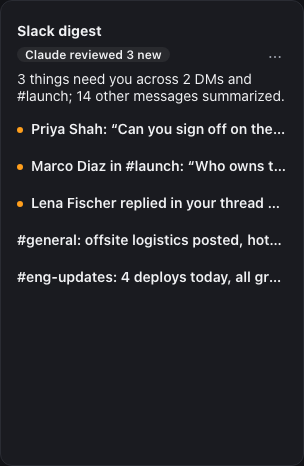 Slack digest
Claude reviewed 3 new
...
3 things need you across 2 DMs and
#launch; 14 other messages summarized.
Priya Shah: “Can you sign off on the...
Marco Diaz in #launch: “Who owns t...
Lena Fischer replied in your thread ...
#general: offsite logistics posted, hot...
#eng-updates: 4 deploys today, all gr...